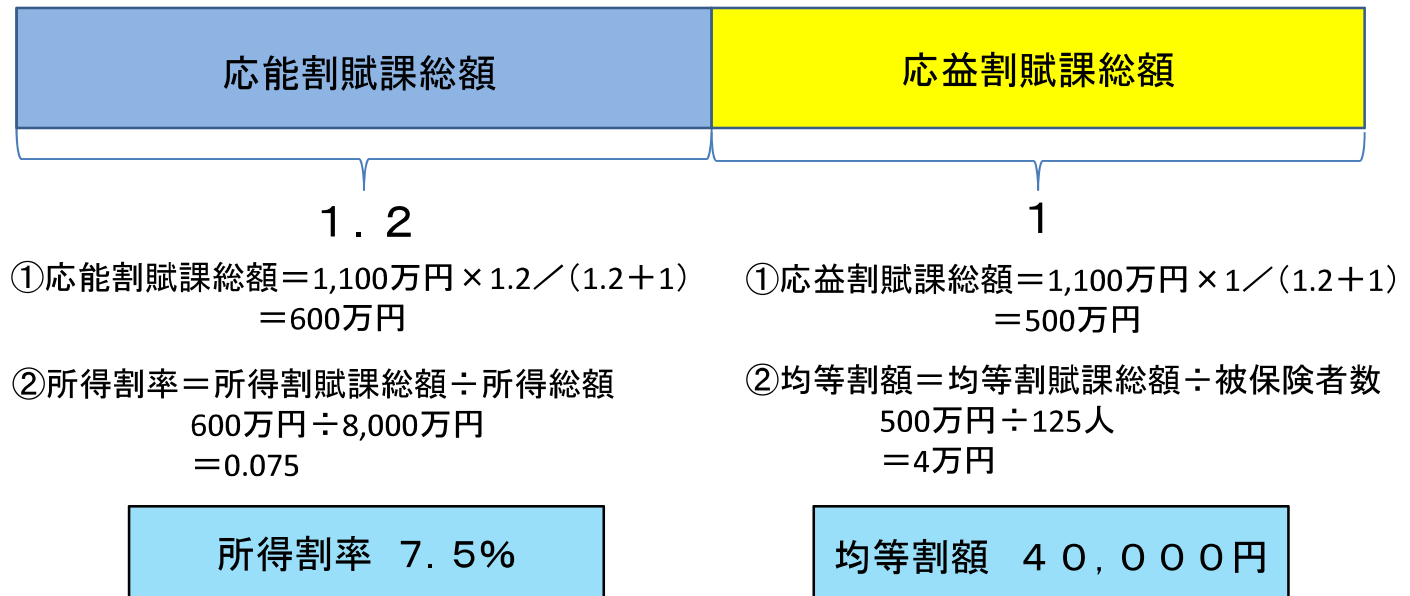 応能割賦課総額
応益割賦課総額
１．２
１
①応能割賦課総額＝1,100万円×1.2／（1.2＋1）
＝600万円
②所得割率＝所得割賦課総額÷所得総額
600万円÷8,000万円
＝0.075
所得割率　７．５％
①応益割賦課総額＝1,100万円×1／（1.2＋1）
＝500万円
②均等割額＝均等割賦課総額÷被保険者数
500万円÷125人
＝4万円
均等割額　４０，０００円